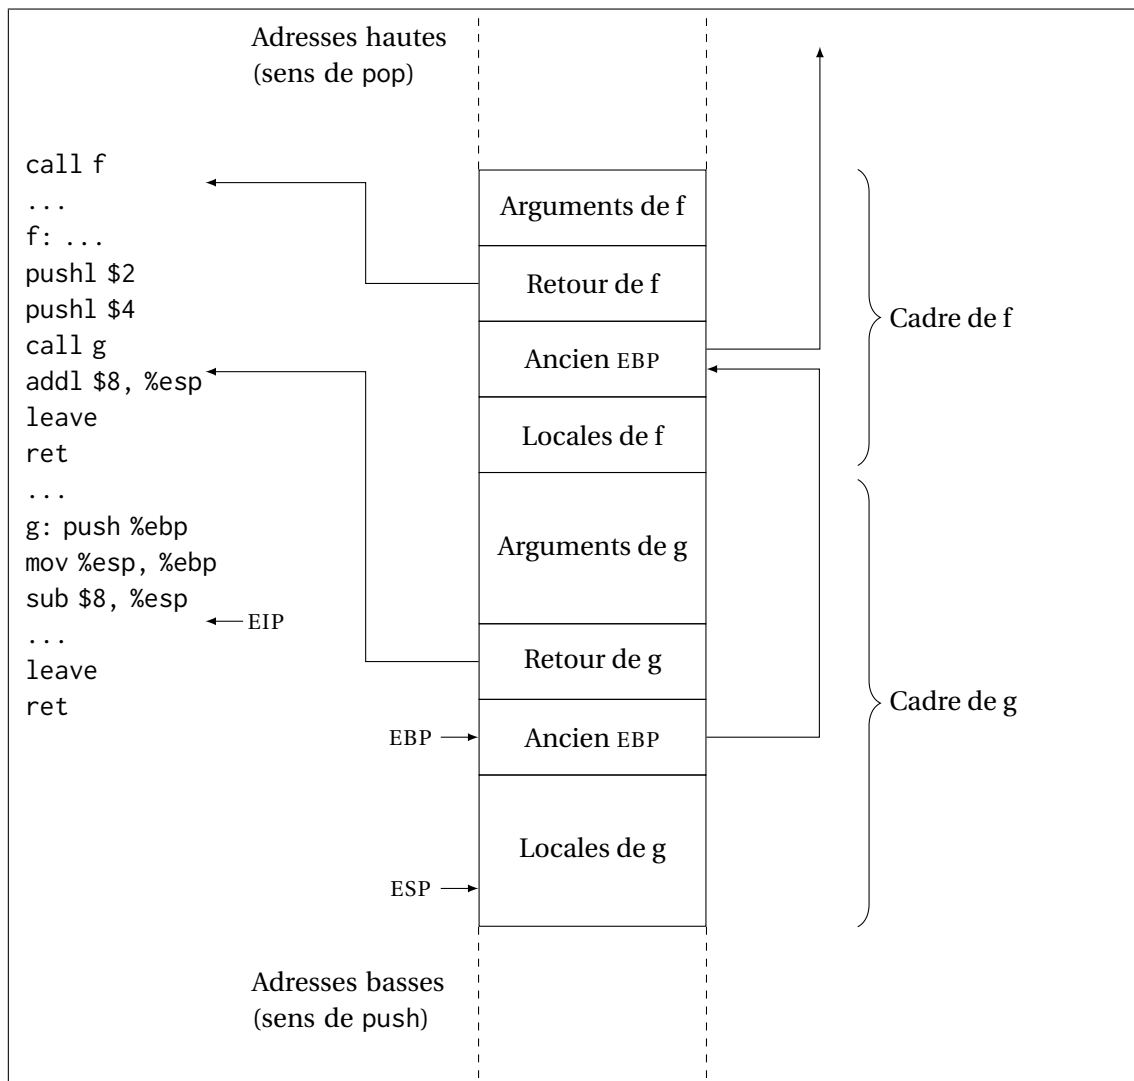 Adresses hautes
(sens de pop)
call f
...
f: ...
pushl $2
pushl $4
call g
addl $8, %esp
leave
ret
...
g: push %ebp
mov %esp, %ebp
sub $8, %esp
...
leave
ret
EIP
Arguments de f
Retour de f
Ancien EBP
Locales de f
Arguments de g
Retour de g
EBP
Ancien EBP
Locales de g
ESP
Cadre de f
Cadre de g
Adresses basses
(sens de push)